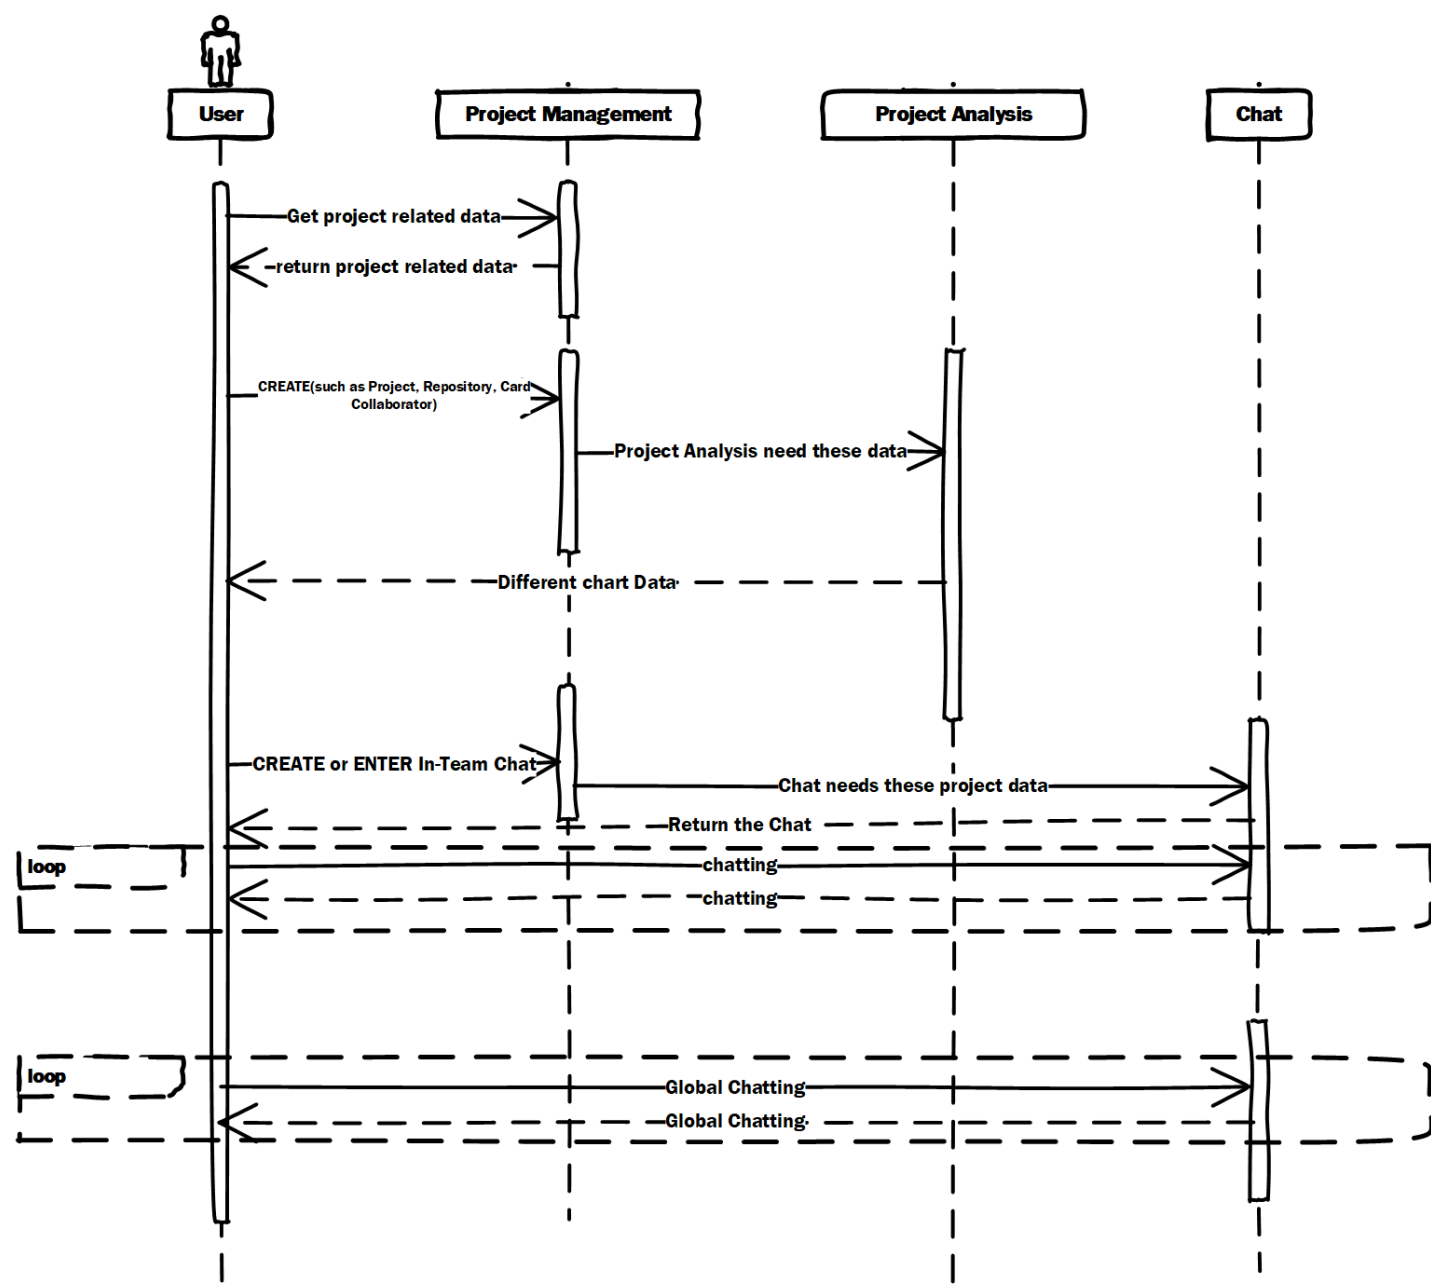 User
Project Management
Project Analysis
Chat
Get project related data
return project related data
CREATE(such as Project, Repository, Card
Collaborator)
Project Analysis need these data
Different chart Data
CREATE or ENTER In-Team Chat
Chat needs these project data
Return the Chat
loop
chatting
chatting
loop
Global Chatting
Global Chatting